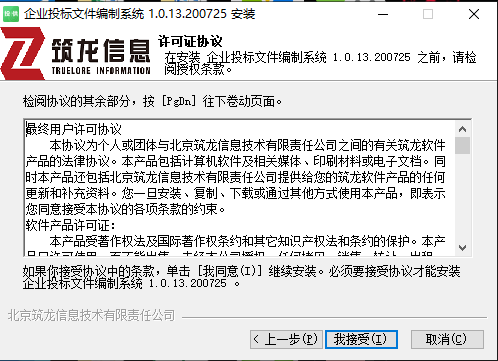 企业投标文件编制系统 1.0.13.200725 安装
筑龙信息
TRUELORE INFORMATION
许可证协议
在安装 企业投标文件编制系统 1.0.13.200725 之前，请检
阅授权条款。
检阅协议的其余部分，按 [PgDn] 往下卷动页面。
最终用户许可协议
本协议为个人或团体与北京筑龙信息技术有限责任公司之间的有关筑龙软件
产品的法律协议。本产品包括计算机软件及相关媒体、印刷材料或电子文档。同
时本产品还包括北京筑龙信息技术有限责任公司提供给您的筑龙软件产品的任何
更新和补充资料。您一旦安装、复制、下载或通过其他方式使用本产品，即表示
您同意接受本协议的各项条款的约束。
软件产品许可证：
本产品受著作权法及国际著作权条约和其它知识产权法和条约的保护。本产
如果你接受协议中的条款，单击 [我同意(I)] 继续安装。必须要接受协议才能安装
企业投标文件编制系统 1.0.13.200725 。
北京筑龙信息技术有限责任公司
< 上一步(P)
我接受(I)
取消(C)